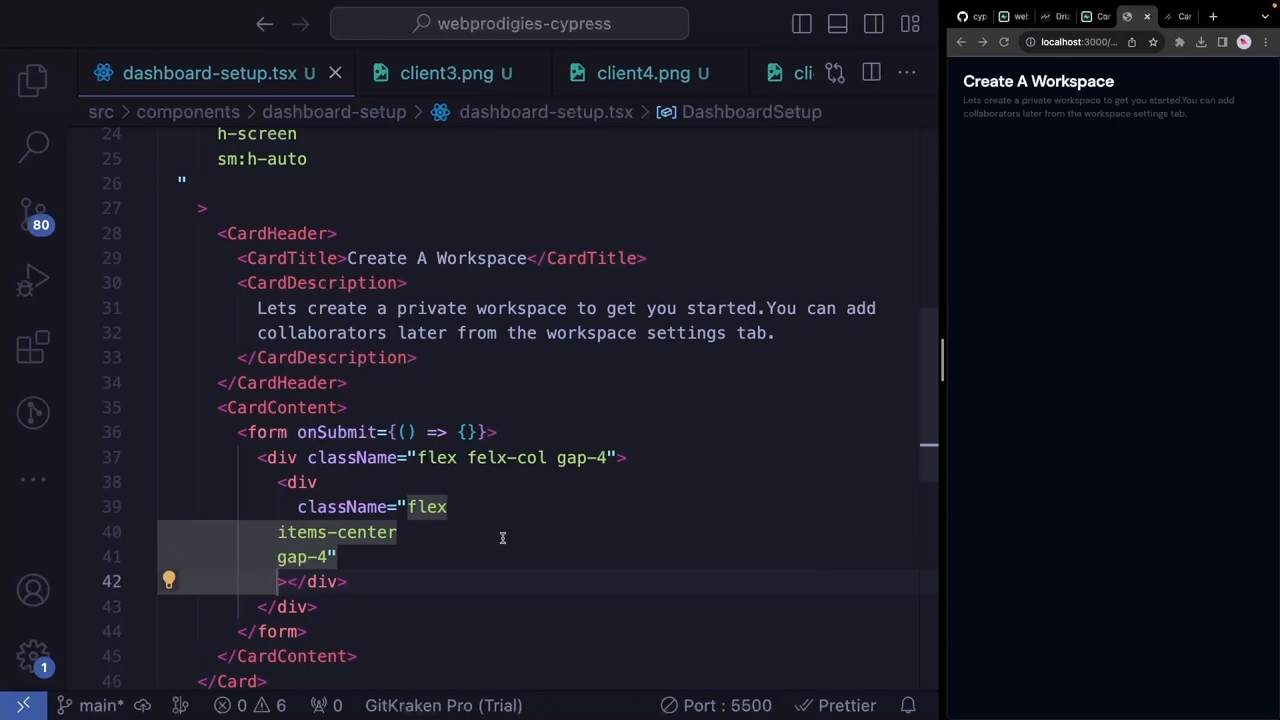 webprodigies-cypress
dashboard-setup.tsx U
client3.png U
client4.png U
cli
src > components > dashboard-setup > dashboard-setup.tsx > DashboardSetup
24 h-screen
25 sm:h-auto
26 "
27 >
28 <CardHeader>
29 <CardTitle>Create A Workspace</CardTitle>
30 <CardDescription>
31 Lets create a private workspace to get you started.You can add
32 collaborators later from the workspace settings tab.
33 </CardDescription>
34 </CardHeader>
35 <CardContent>
36 <form onSubmit={() => {}}>
37 <div className="flex felx-col gap-4">
38 <div
39 className="flex
40 items-center
41 gap-4"
42 ></div>
43 </div>
44 </form>
45 </CardContent>
46 </Card>
80
1
main*
0 6
0
GitKraken Pro (Trial)
Port : 5500
Prettier
cyp
web
Driz
Cor
Car
localhost:3000/...
Create A Workspace
Lets create a private workspace to get you started.You can add
collaborators later from the workspace settings tab.